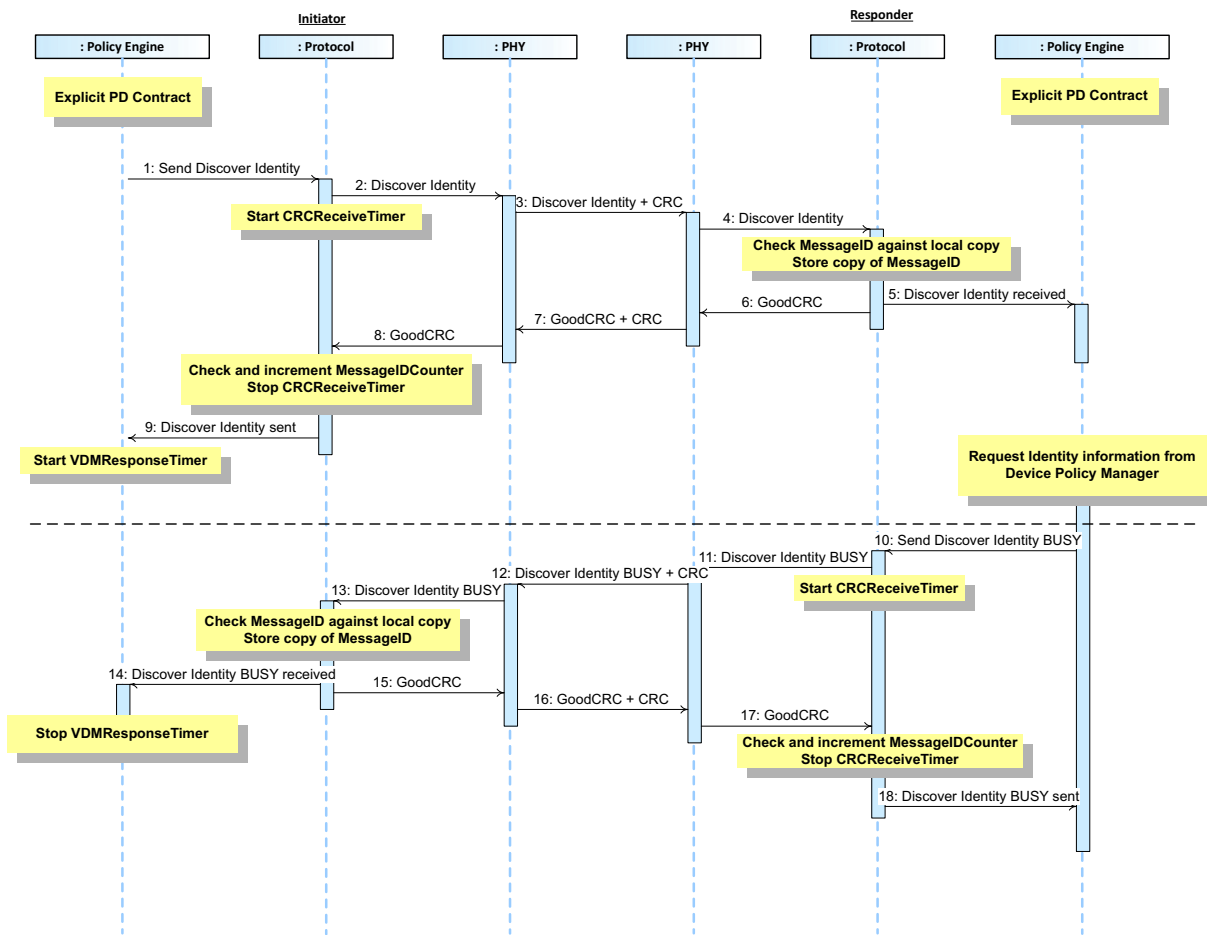 Initiator
Responder
: Policy Engine
: Protocol
: PHY
: PHY
: Protocol
: Policy Engine
Explicit PD Contract
Explicit PD Contract
1: Send Discover Identity
2: Discover Identity
Start CRCReceiveTimer
3: Discover Identity + CRC
4: Discover Identity
Check MessageID against local copy
Store copy of MessageID
5: Discover Identity received
6: GoodCRC
7: GoodCRC + CRC
8: GoodCRC
Check and increment MessageIDCounter
Stop CRCReceiveTimer
9: Discover Identity sent
Start VDMResponseTimer
Request Identity information from
Device Policy Manager
10: Send Discover Identity BUSY
11: Discover Identity BUSY
Start CRCReceiveTimer
12: Discover Identity BUSY + CRC
13: Discover Identity BUSY
Check MessageID against local copy
Store copy of MessageID
14: Discover Identity BUSY received
15: GoodCRC
Stop VDMResponseTimer
16: GoodCRC + CRC
17: GoodCRC
Check and increment MessageIDCounter
Stop CRCReceiveTimer
18: Discover Identity BUSY sent